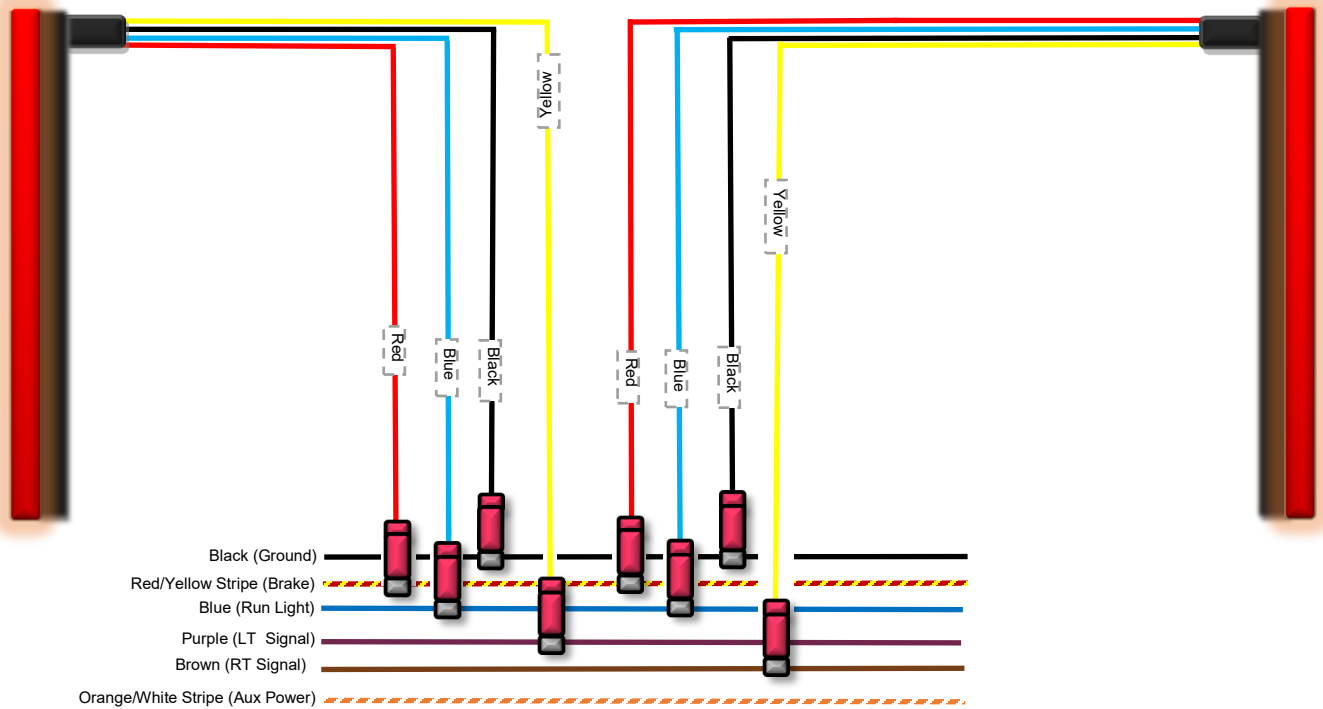 Yellow
Yellow
Red
Blue
Black
Red
Blue
Black
Black (Ground)
Red/Yellow Stripe (Brake)
Blue (Run Light)
Purple (LT  Signal)
Brown (RT Signal)
Orange/White Stripe (Aux Power)